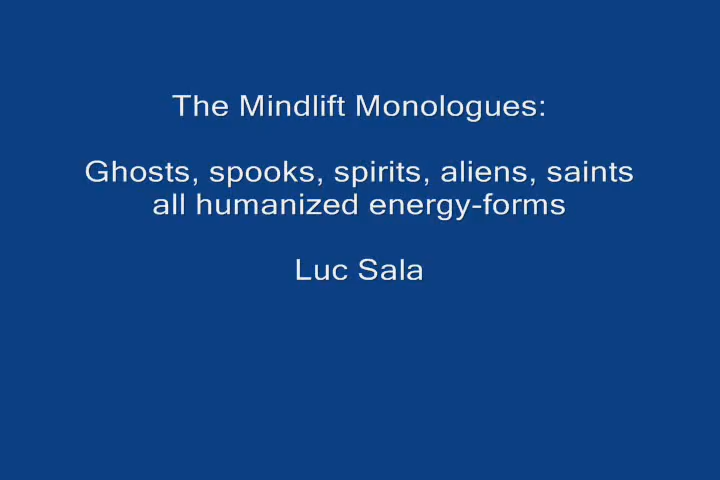 The Mindlift Monologues:
Ghosts, spooks, spirits, aliens, saints
all humanized energy-forms
Luc Sala